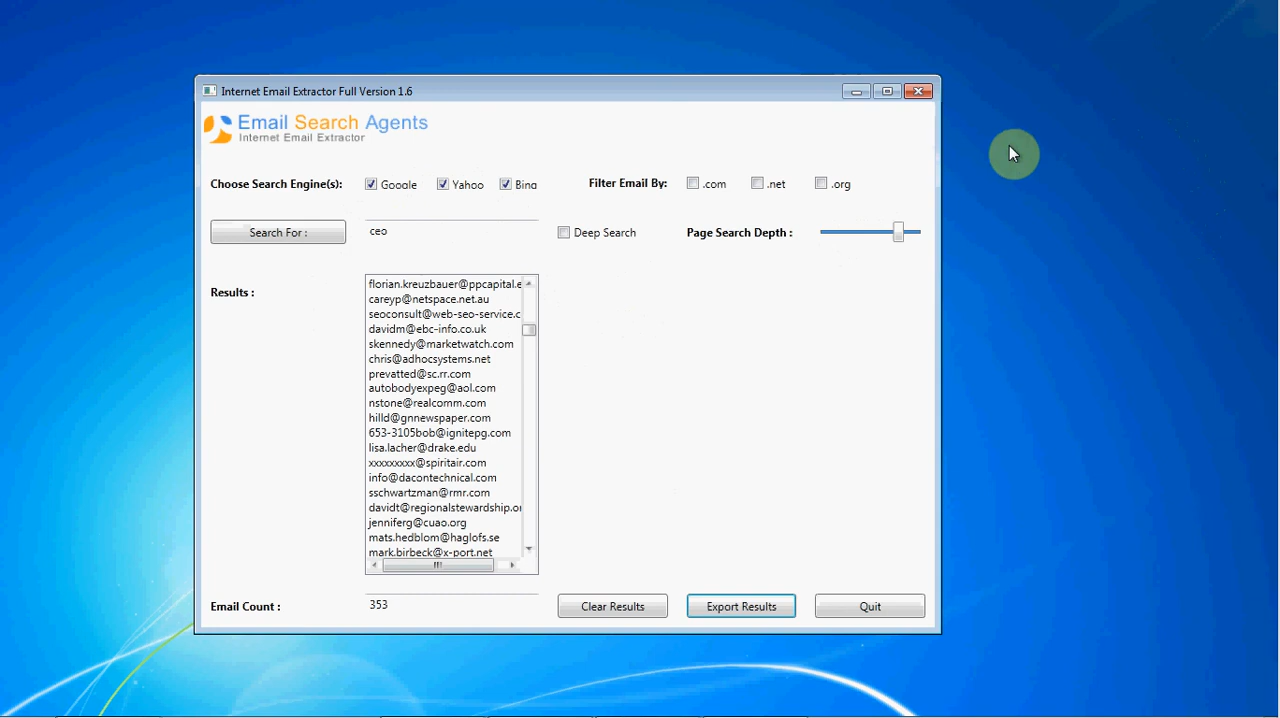 Internet Email Extractor Full Version 1.6
Email Search Agents
Internet Email Extractor
Choose Search Engine(s): Google Yahoo Bing Filter Email By: .com .net .org
Search For : ceo Deep Search Page Search Depth :
Results :
florian.kreuzbauer@ppcapital.e
careyp@netspace.net.au
seoconsult@web-seo-service.c
davidm@ebc-info.co.uk
skennedy@marketwatch.com
chris@adhocsystems.net
prevatted@sc.rr.com
autobodyexpeg@aol.com
nstone@realcomm.com
hilld@gnnewspaper.com
653-3105bob@ignitepg.com
lisa.lacher@drake.edu
xxxxxxxxx@spiritair.com
info@dacontechnical.com
sschwartzman@rmr.com
davidt@regionalstewardship.or
jenniferg@cuao.org
mats.hedblom@haglofs.se
mark.birbeck@x-port.net
Email Count : 353 Clear Results Export Results Quit